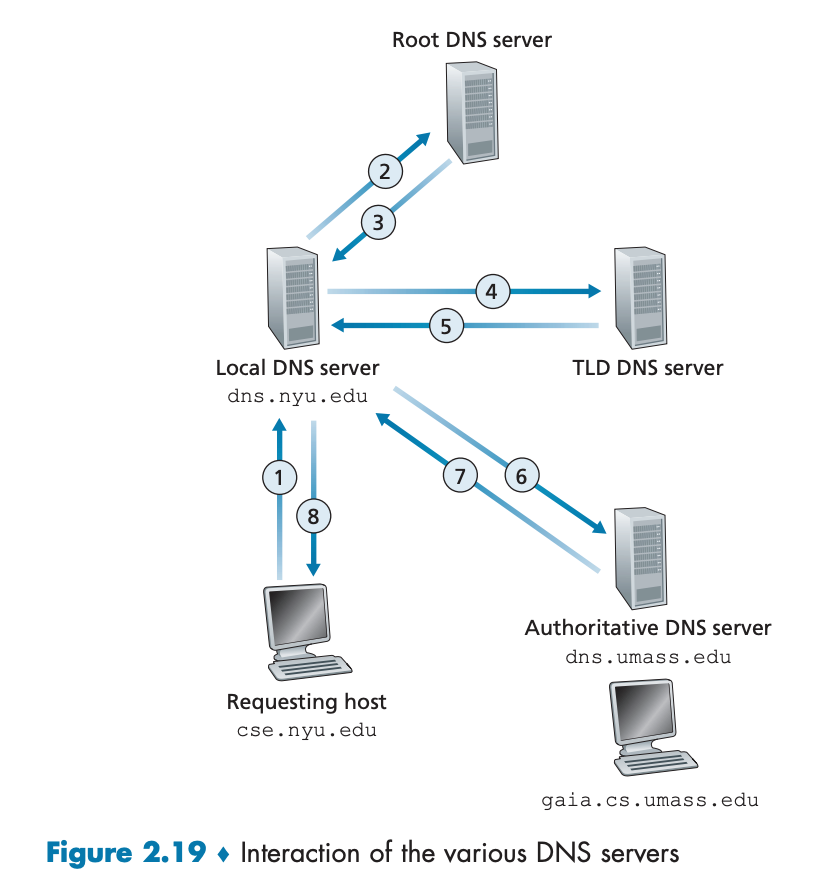 Root DNS server
2
3
4
5
Local DNS server
dns.nyu.edu
TLD DNS server
1
8
7
6
Authoritative DNS server
dns.umass.edu
Requesting host
cse.nyu.edu
gaia.cs.umass.edu
Figure 2.19 ♦ Interaction of the various DNS servers